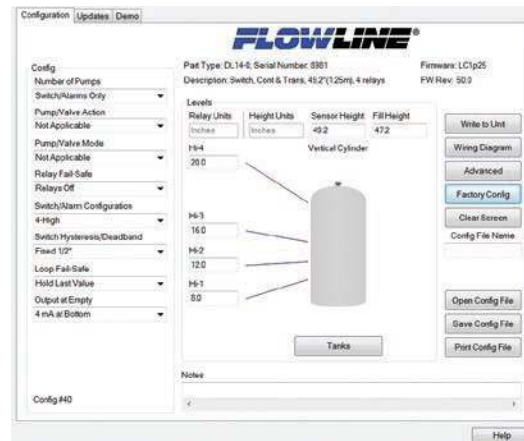 Configuration Updates Demo
FLOWLINE®
Part Type: DL14-0; Serial Number: 8981
Firmware: LC1p25
Description: Switch, Cont & Trans, 49.2"(125m), 4 relays
FW Rev: 50.0
Config
Number of Pumps
Switch/Alarms Only
Pump/Valve Action
Not Applicable
Pump/Valve Mode
Not Applicable
Relay Fail-Safe
Relays Off
Switch/Alarm Configuration
4-High
Switch Hysteresis/Deadband
Fixed 1/2"
Loop Fail-Safe
Hold Last Value
Output at Empty
4 mA at Bottom
Config #40
Levels
Relay Units Height Units Sensor Height Fill Height
Inches Inches 49.2 47.2
Hi-4 Vertical Cylinder
20.0
Hi-3
16.0
Hi-2
12.0
Hi-1
8.0
Tanks
Notes
Write to Unit
Wiring Diagram
Advanced
Factory Config
Clear Screen
Config File Name
Open Config File
Save Config File
Print Config File
Help